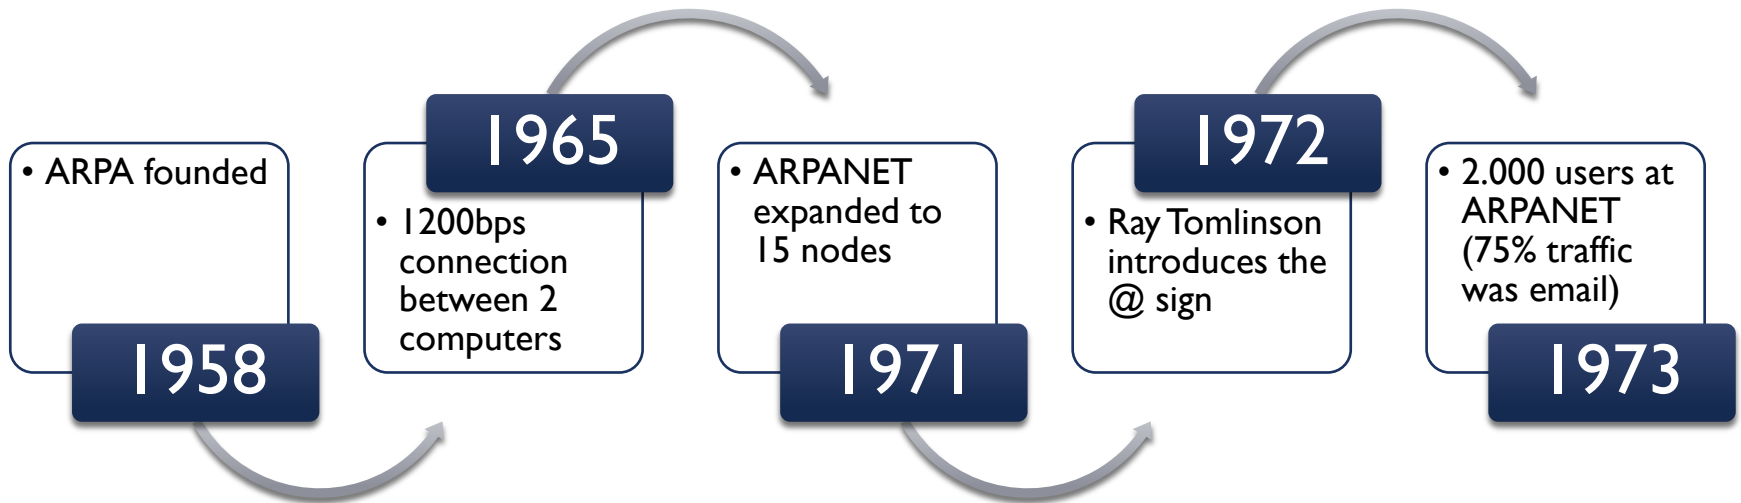 • ARPA founded
1958
1965
• 1200bps
connection
between 2
computers
• ARPANET
expanded to
15 nodes
1971
1972
• Ray Tomlinson
introduces the
@ sign
• 2.000 users at
ARPANET
(75% traffic
was email)
1973